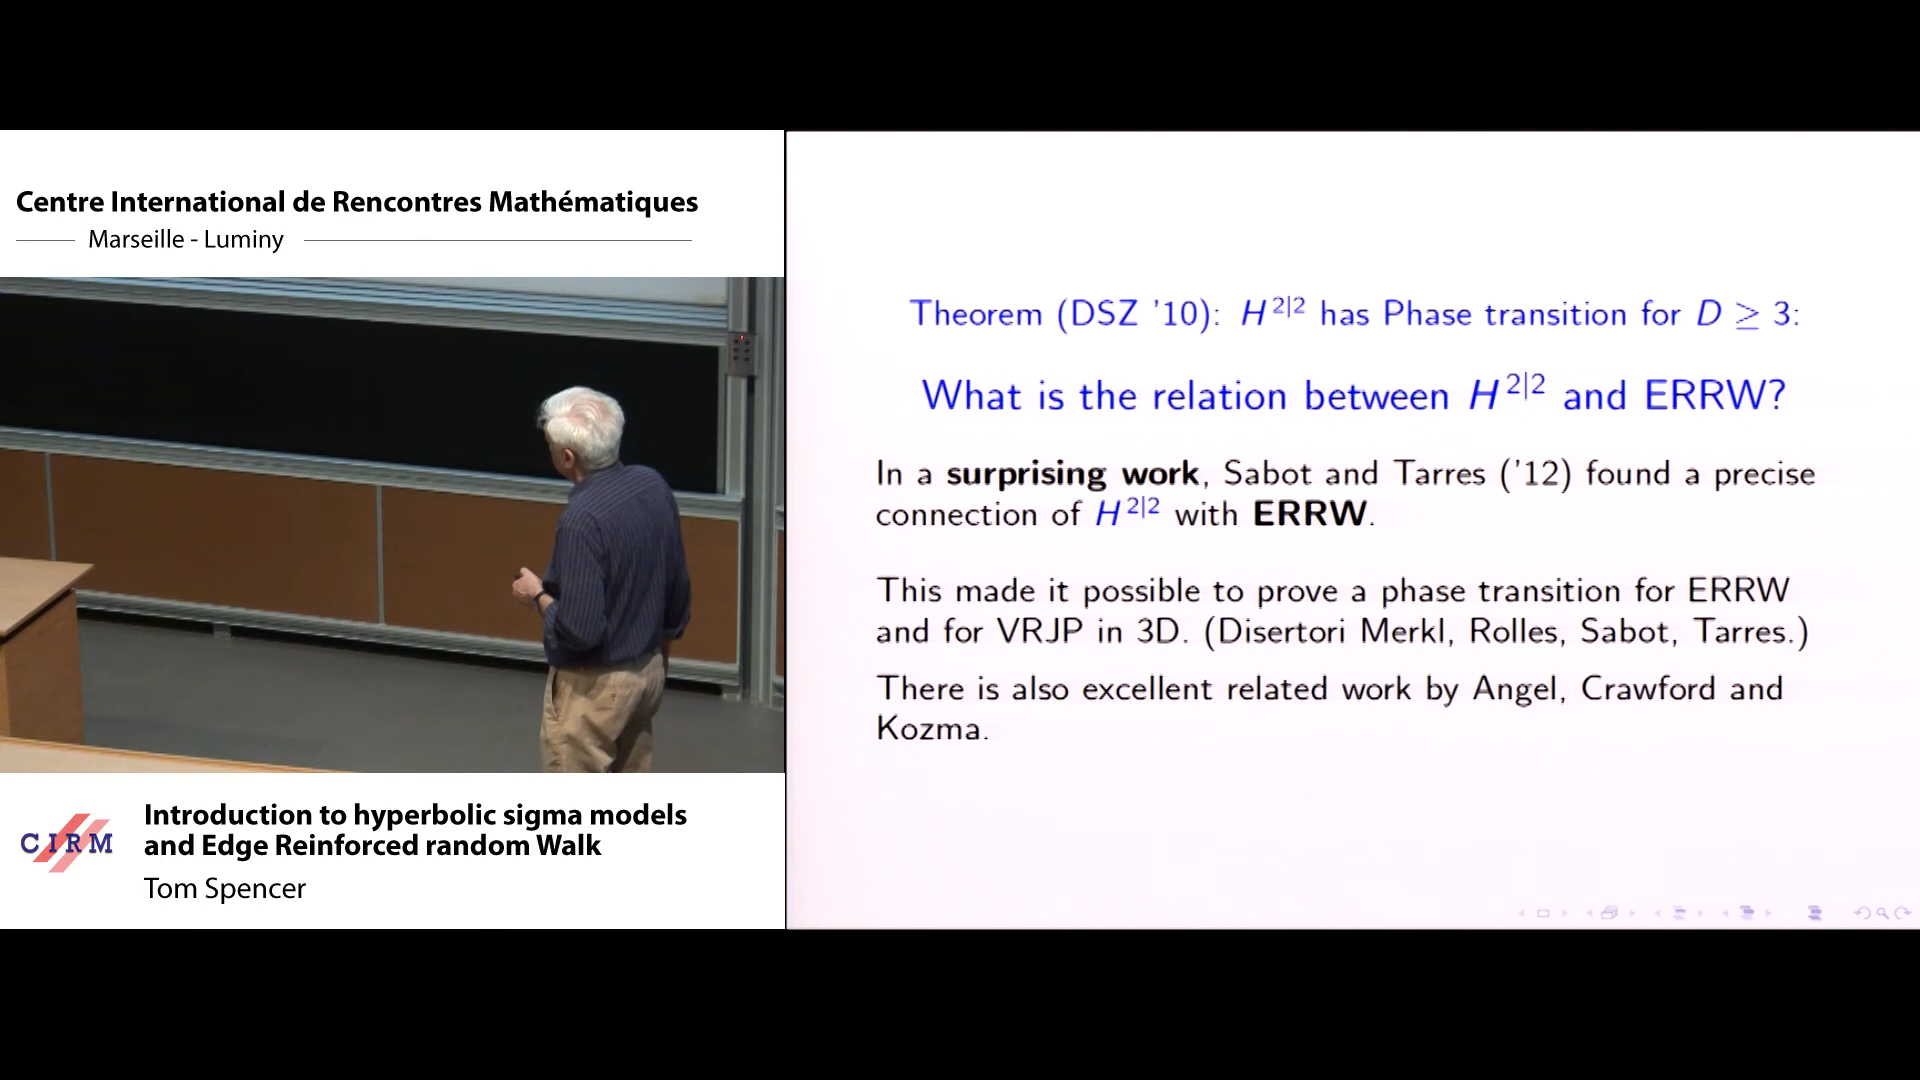 Centre International de Rencontres Mathématiques
Marseille - Luminy
Theorem (DSZ '10): H^{2|2} has Phase transition for D ≥ 3:
What is the relation between H^{2|2} and ERRW?
In a surprising work, Sabot and Tarres ('12) found a precise
connection of H^{2|2} with ERRW.
This made it possible to prove a phase transition for ERRW
and for VRJP in 3D. (Disertori Merkl, Rolles, Sabot, Tarres.)
There is also excellent related work by Angel, Crawford and
Kozma.
CIRM
Introduction to hyperbolic sigma models
and Edge Reinforced random Walk
Tom Spencer